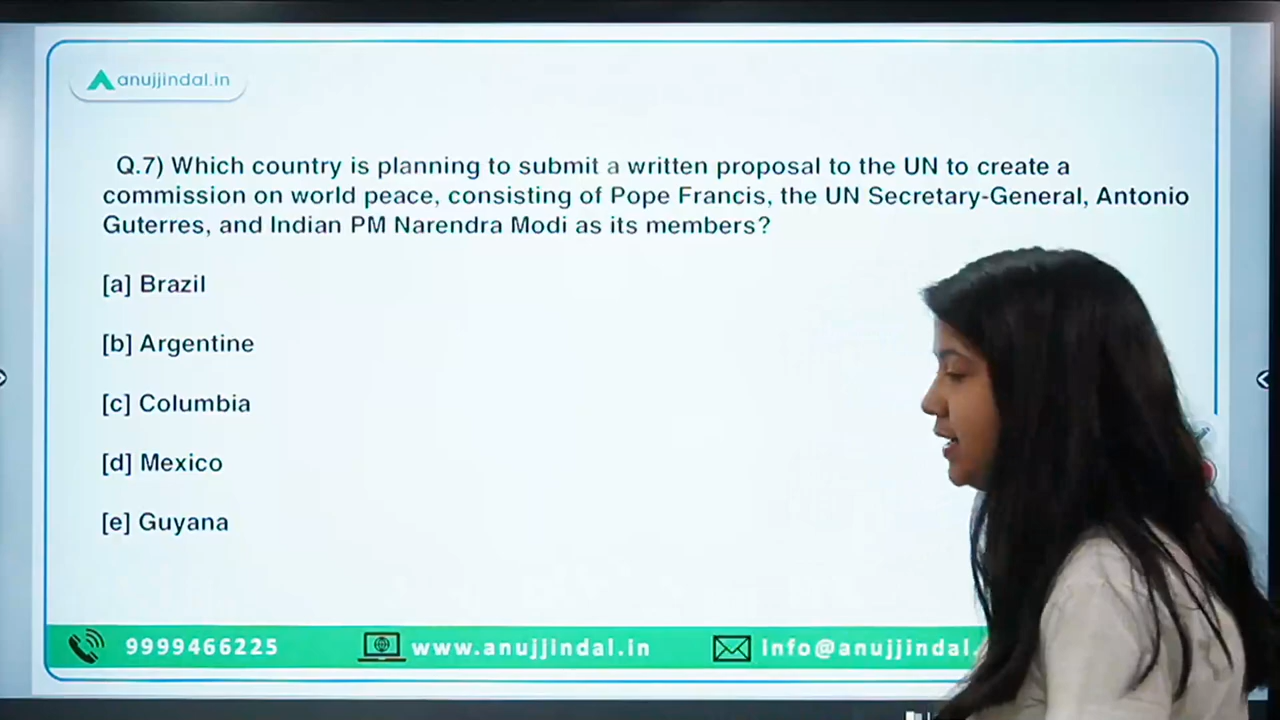 anujjindal.in
Q.7) Which country is planning to submit a written proposal to the UN to create a
commission on world peace, consisting of Pope Francis, the UN Secretary-General, Antonio
Guterres, and Indian PM Narendra Modi as its members?
[a] Brazil
[b] Argentine
[c] Columbia
[d] Mexico
[e] Guyana
9999466225
www.anujjindal.in
info@anujjindal.